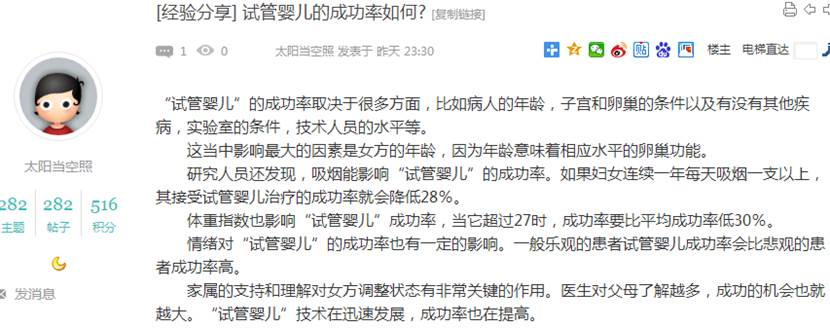 [经验分享] 试管婴儿的成功率如何? [复制链接]
1 0 太阳当空照 发表于 昨天 23:30 楼主 电梯直达
太阳当空照
282 282 516
主题 帖子 积分
发消息
“试管婴儿”的成功率取决于很多方面，比如病人的年龄，子宫和卵巢的条件以及有没有其他疾
病，实验室的条件，技术人员的水平等。
这当中影响最大的因素是女方的年龄，因为年龄意味着相应水平的卵巢功能。
研究人员还发现，吸烟能影响“试管婴儿”的成功率。如果妇女连续一年每天吸烟一支以上，
其接受试管婴儿治疗的成功率就会降低28%。
体重指数也影响“试管婴儿”成功率，当它超过27时，成功率要比平均成功率低30%。
情绪对“试管婴儿”的成功率也有一定的影响。一般乐观的患者试管婴儿成功率会比悲观的患
者成功率高。
家属的支持和理解对女方调整状态有非常关键的作用。医生对父母了解越多，成功的机会也就
越大。“试管婴儿”技术在迅速发展，成功率也在提高。